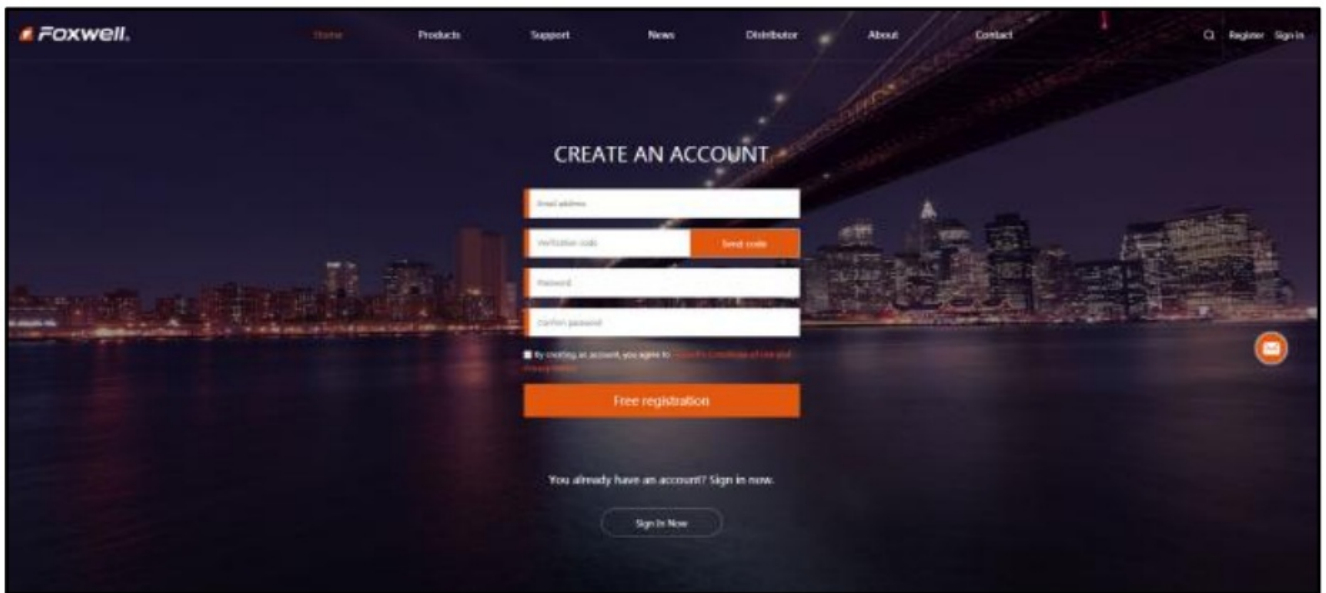 Foxwell.
Home Products Support News Distributor About Contact Register Sign in
CREATE AN ACCOUNT
Email address
Verification code Send code
Password
Confirm password
By creating an account, you agree to
Free registration
You already have an account? Sign in now.
Sign In Now